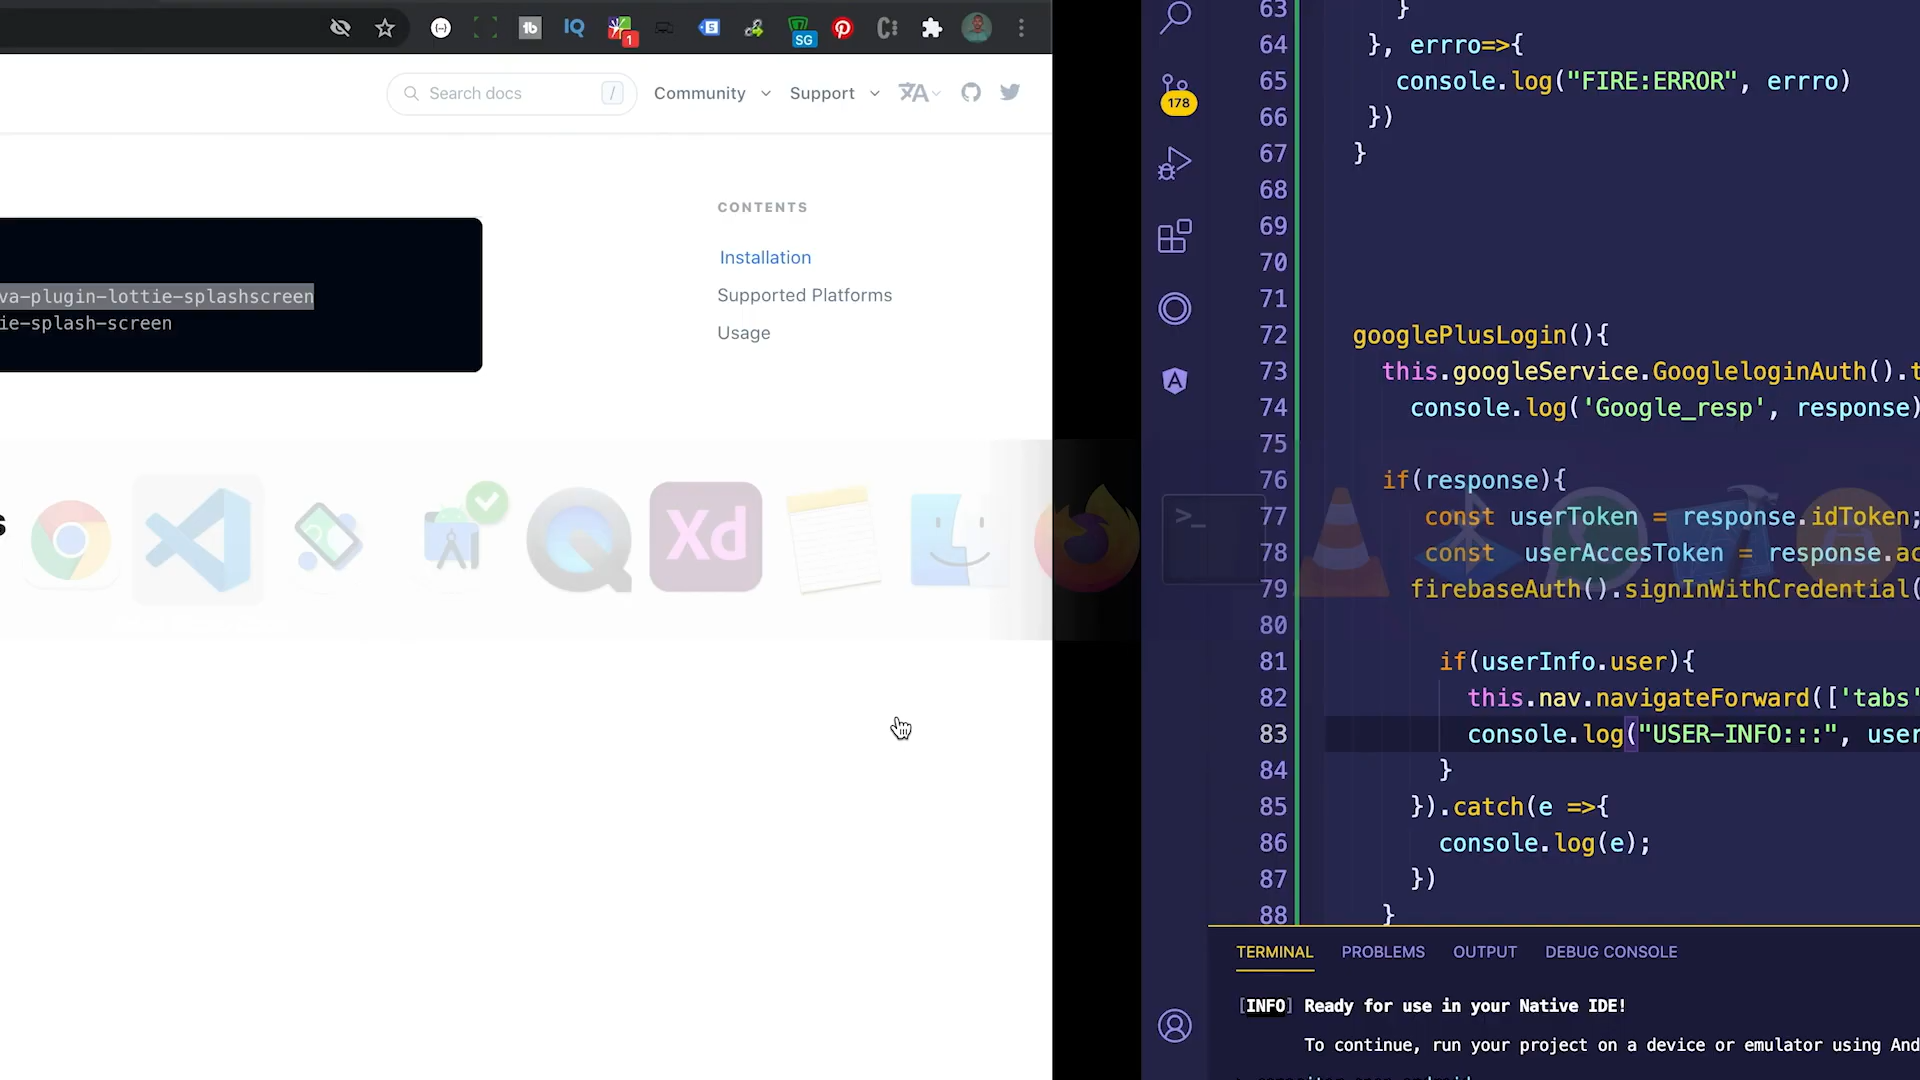 1
SG
Search docs
/
Community
Support
va-plugin-lottie-splashscreen
ie-splash-screen
CONTENTS
Installation
Supported Platforms
Usage
s
Xd
178
63 }
64 }, errro=>{
65 console.log("FIRE:ERROR", errro)
66 })
67 }
68
69
70
71
72 googlePlusLogin(){
73 this.googleService.GoogleloginAuth().t
74 console.log('Google_resp', response)
75
76 if(response){
77 const userToken = response.idToken;
78 const userAccesToken = response.ac
79 firebaseAuth().signInWithCredential(
80
81 if(userInfo.user){
82 this.nav.navigateForward(['tabs'
83 console.log("USER-INFO:::", user
84 }
85 }).catch(e =>{
86 console.log(e);
87 })
88 }
TERMINAL PROBLEMS OUTPUT DEBUG CONSOLE
[INFO] Ready for use in your Native IDE!
To continue, run your project on a device or emulator using And